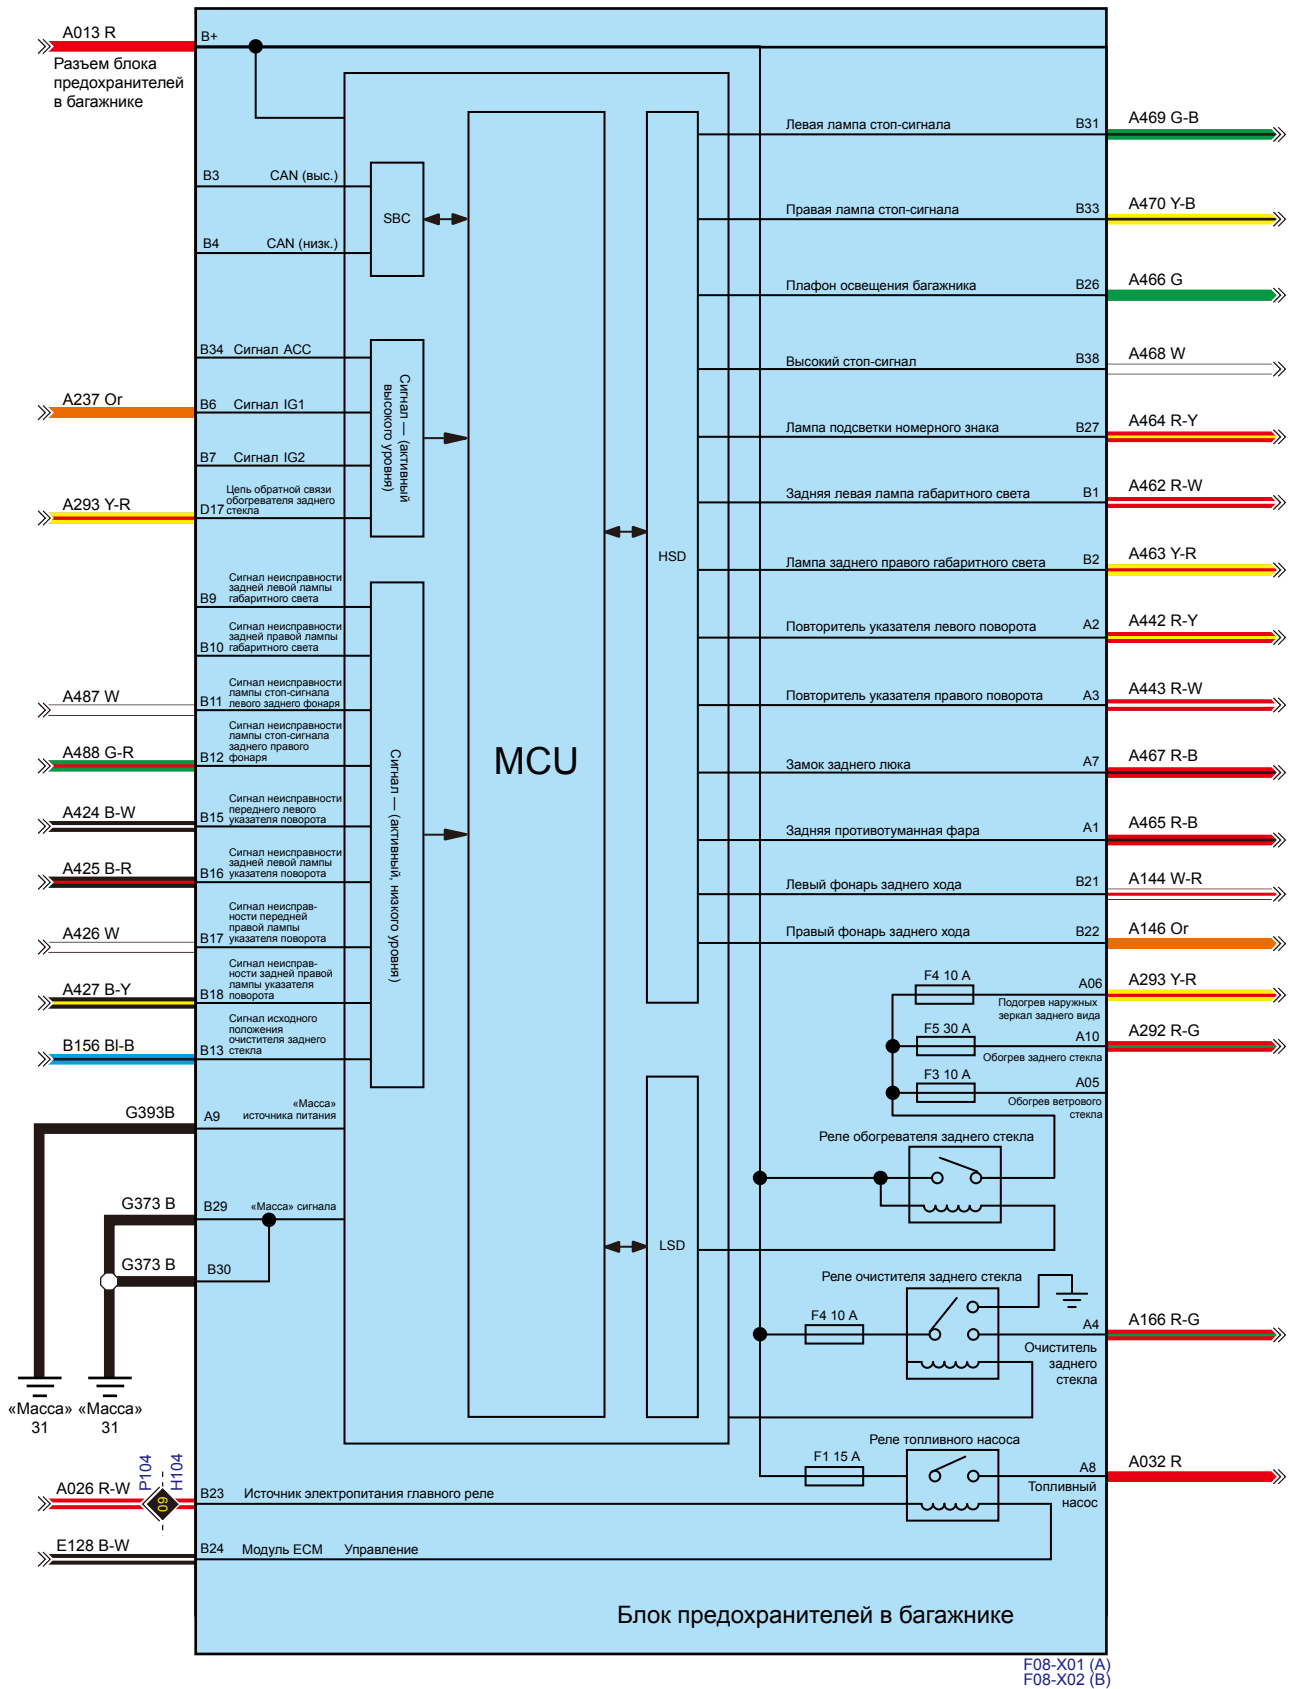 A013 R
B+
Разъем блока
предохранителей
в багажнике
Левая лампа стоп-сигнала
B31
A469 G-B
B3
CAN (выс.)
SBC
B4
CAN (низк.)
Правая лампа стоп-сигнала
B33
A470 Y-B
Плафон освещения багажника
B26
A466 G
B34 Сигнал ACC
Высокий стоп-сигнал
B38
A468 W
A237 Or
B6 Сигнал IG1
B7 Сигнал IG2
Сигнал — (активный
высокого уровня)
Лампа подсветки номерного знака
B27
A464 R-Y
A293 Y-R
D17
Цепь обратной связи
обогревателя заднего
стекла
Задняя левая лампа габаритного света
B1
A462 R-W
HSD
Лампа заднего правого габаритного света
B2
A463 Y-R
B9
Сигнал неисправности
задней левой лампы
габаритного света
B10
Сигнал неисправности
задней правой лампы
габаритного света
Повторитель указателя левого поворота
A2
A442 R-Y
A487 W
B11
Сигнал неисправности
лампы стоп-сигнала
левого заднего фонаря
Повторитель указателя правого поворота
A3
A443 R-W
A488 G-R
B12
Сигнал неисправности
лампы стоп-сигнала
заднего правого
фонаря
MCU
Замок заднего люка
A7
A467 R-B
A424 B-W
B15
Сигнал неисправности
переднего левого
указателя поворота
Сигнал — (активный, низкого уровня)
Задняя противотуманная фара
A1
A465 R-B
A425 B-R
B16
Сигнал неисправности
задней левой лампы
указателя поворота
Левый фонарь заднего хода
B21
A144 W-R
A426 W
B17
Сигнал неисправ-
ности передней
правой лампы
указателя поворота
Правый фонарь заднего хода
B22
A146 Or
A427 B-Y
B18
Сигнал неисправ-
ности задней правой
лампы указателя
поворота
F4 10 A
A06
A293 Y-R
Подогрев наружных
зеркал заднего вида
B156 Bl-B
B13
Сигнал исходного
положения
очистителя заднего
стекла
F5 30 A
A10
A292 R-G
Обогрев заднего стекла
F3 10 A
A05
Обогрев ветрового
стекла
G393B
A9
«Масса»
источника питания
Реле обогревателя заднего стекла
G373 B
B29
«Масса» сигнала
G373 B
B30
LSD
Реле очистителя заднего стекла
F4 10 A
A4
A166 R-G
Очиститель
заднего
стекла
«Масса» «Масса»
31 31
P104
H104
09
Реле топливного насоса
F1 15 A
A8
A032 R
Топливный
насос
A026 R-W
B23 Источник электропитания главного реле
E128 B-W
B24 Модуль ECM Управление
Блок предохранителей в багажнике
F08-X01 (A)
F08-X02 (B)